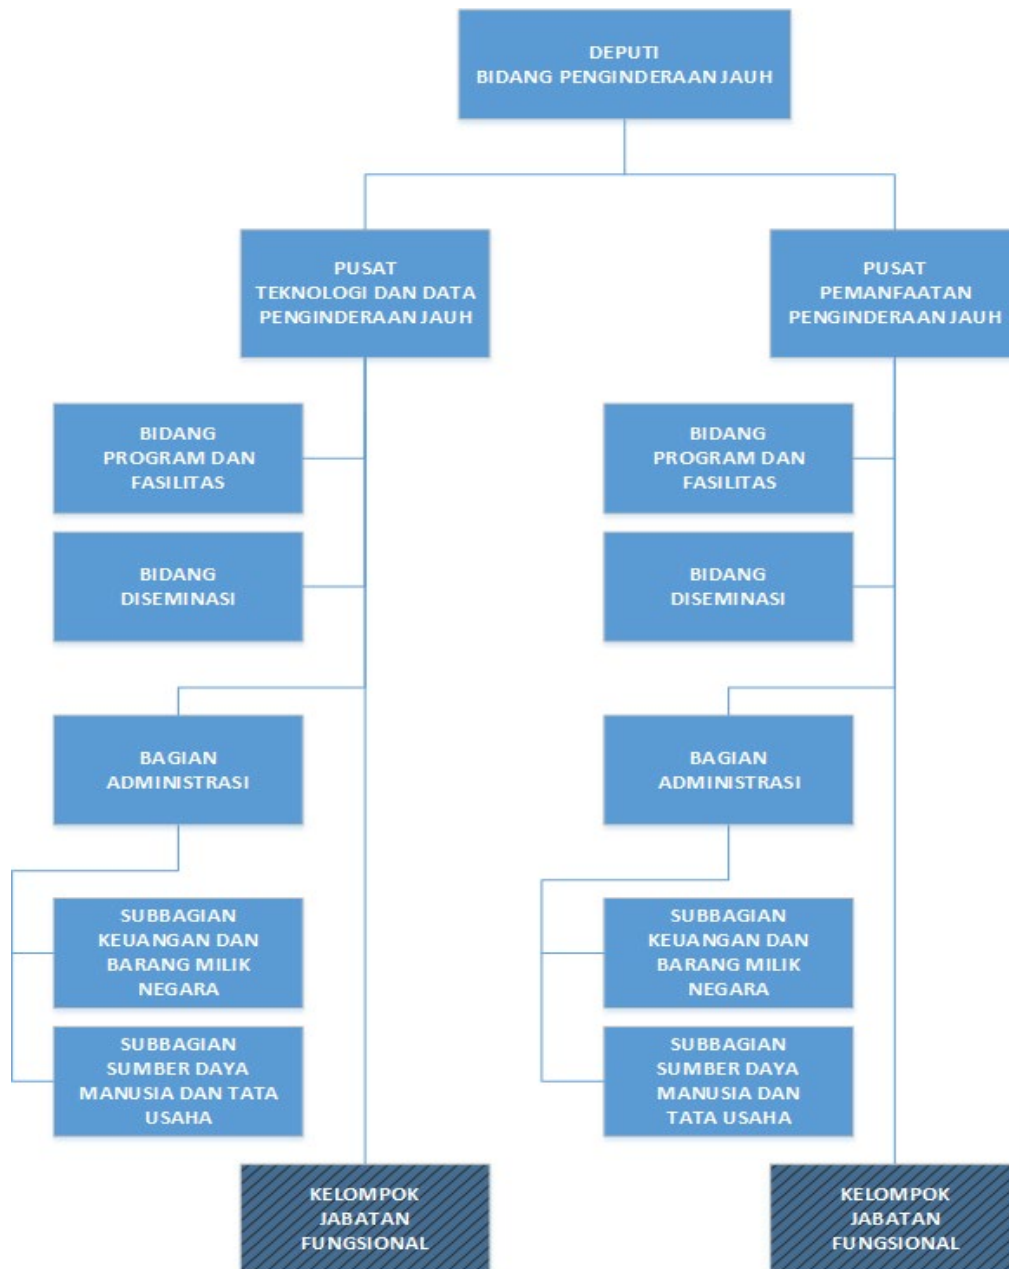 DEPUTI
BIDANG PENGINDERAAN JAUH
PUSAT
TEKNOLOGI DAN DATA
PENGINDERAAN JAUH
PUSAT
PEMANFAATAN
PENGINDERAAN JAUH
BIDANG
PROGRAM DAN
FASILITAS
BIDANG
PROGRAM DAN
FASILITAS
BIDANG
DISEMINASI
BIDANG
DISEMINASI
BAGIAN
ADMINISTRASI
BAGIAN
ADMINISTRASI
SUBBAGIAN
KEUANGAN DAN
BARANG MILIK
NEGARA
SUBBAGIAN
KEUANGAN DAN
BARANG MILIK
NEGARA
SUBBAGIAN
SUMBER DAYA
MANUSIA DAN TATA
USAHA
SUBBAGIAN
SUMBER DAYA
MANUSIA DAN
TATA USAHA
KELOMPOK
JABATAN
FUNGSIONAL
KELOMPOK
JABATAN
FUNGSIONAL